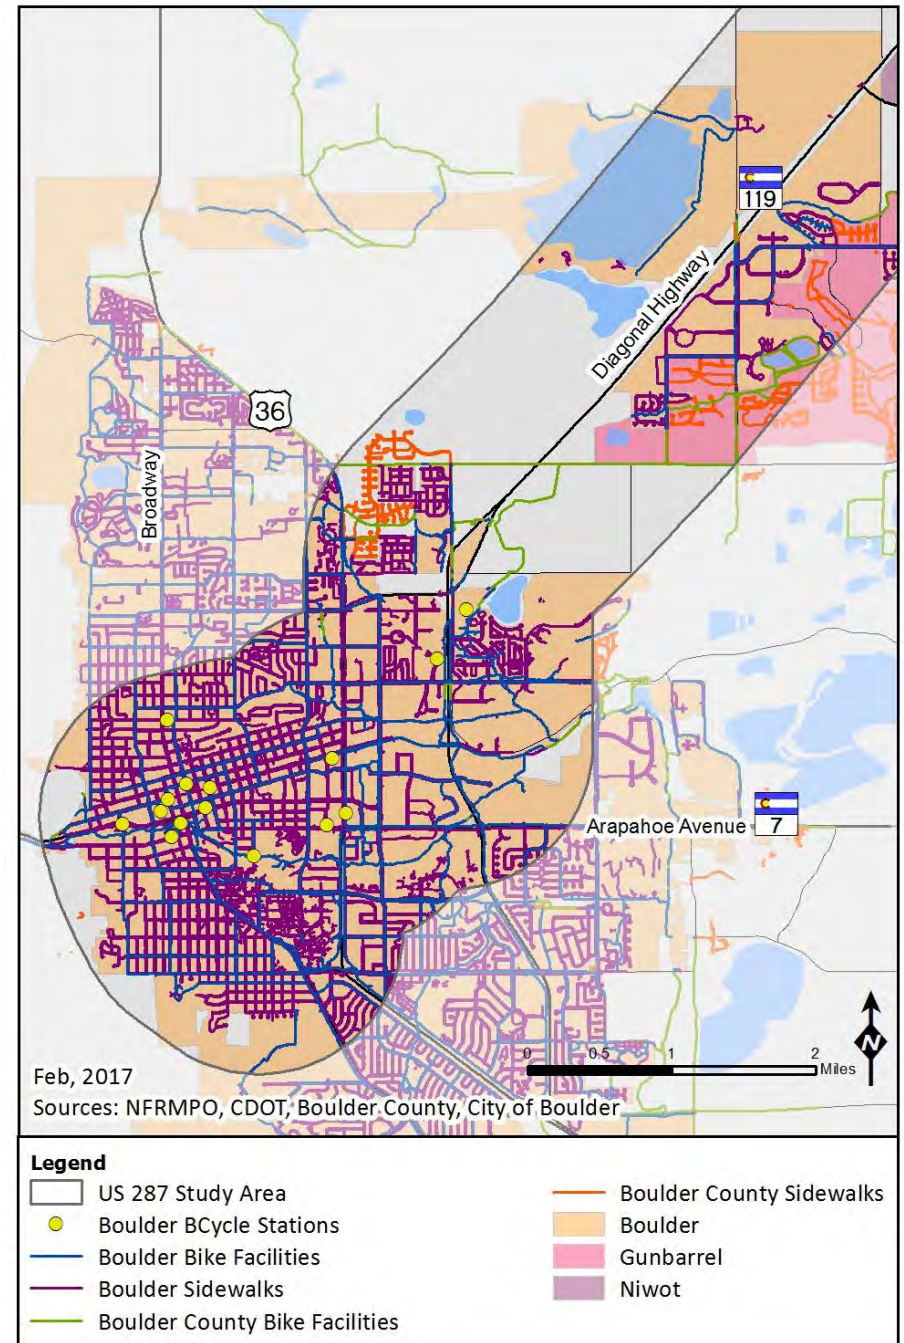 119
Diagonal Highway
36
Broadway
Arapahoe Avenue
7
N
0 0.5 1 2
Miles
Feb, 2017
Sources: NFRMPO, CDOT, Boulder County, City of Boulder
Legend
US 287 Study Area
Boulder BCycle Stations
Boulder Bike Facilities
Boulder Sidewalks
Boulder County Bike Facilities
Boulder County Sidewalks
Boulder
Gunbarrel
Niwot